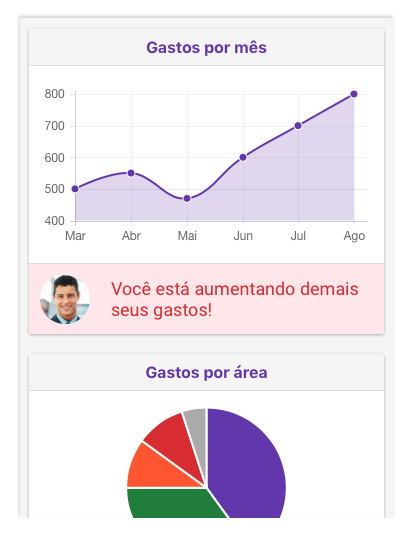 Gastos por mês
800
700
600
500
400
Mar Abr Mai Jun Jul Ago
Você está aumentando demais
seus gastos!
Gastos por área